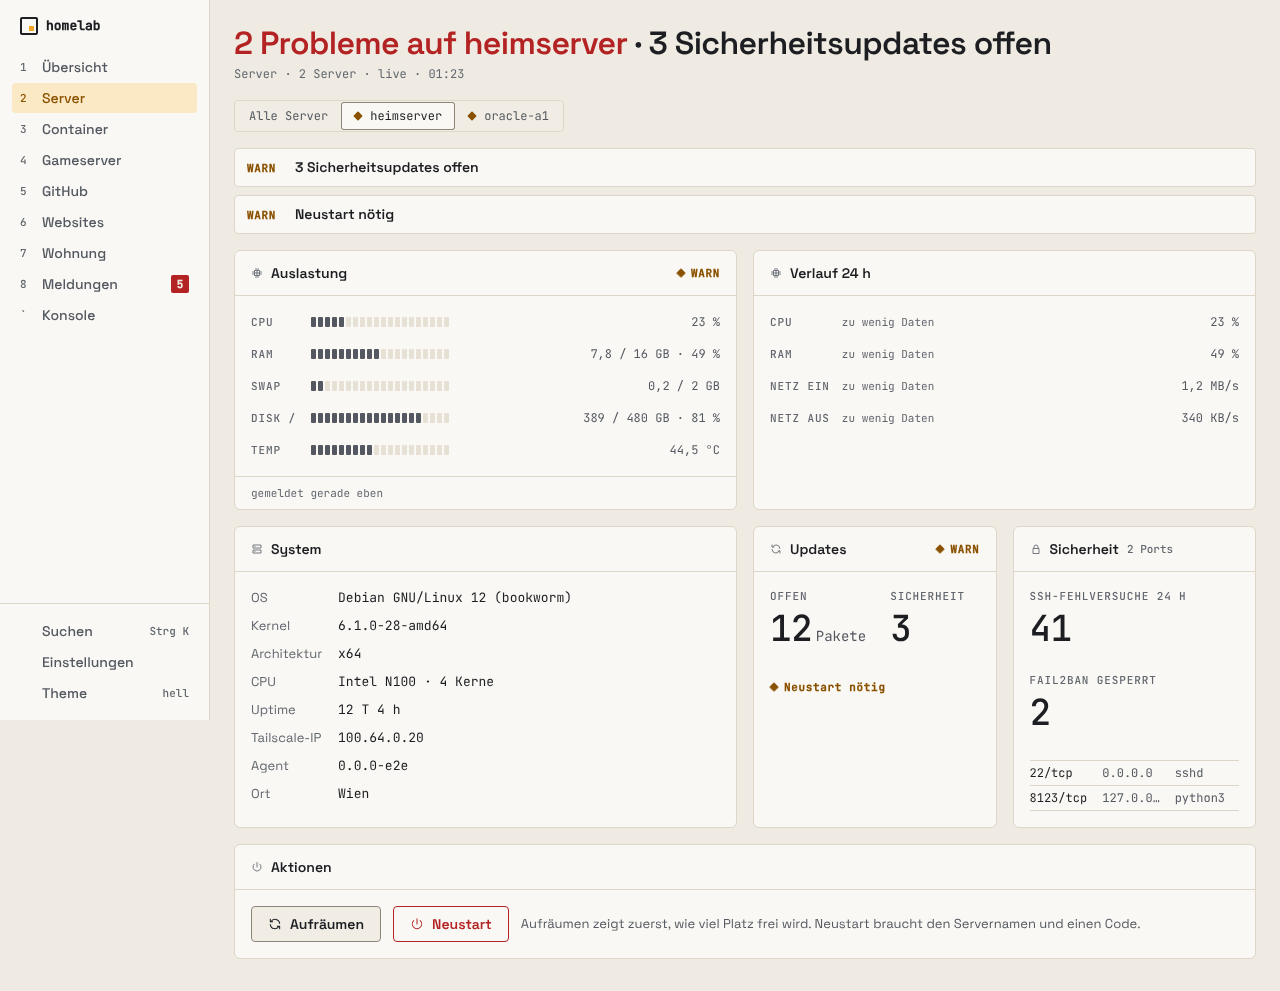 homelab
1 Übersicht
2 Server
3 Container
4 Gameserver
5 GitHub
6 Websites
7 Wohnung
8 Meldungen 5
` Konsole
Suchen Strg K
Einstellungen
Theme hell
2 Probleme auf heimserver · 3 Sicherheitsupdates offen
Server · 2 Server · live · 01:23
Alle Server ◆ heimserver ◆ oracle-a1
WARN 3 Sicherheitsupdates offen
WARN Neustart nötig
Auslastung ◆ WARN
CPU 23 %
RAM 7,8 / 16 GB · 49 %
SWAP 0,2 / 2 GB
DISK / 389 / 480 GB · 81 %
TEMP 44,5 °C
gemeldet gerade eben
Verlauf 24 h
CPU zu wenig Daten 23 %
RAM zu wenig Daten 49 %
NETZ EIN zu wenig Daten 1,2 MB/s
NETZ AUS zu wenig Daten 340 KB/s
System
OS Debian GNU/Linux 12 (bookworm)
Kernel 6.1.0-28-amd64
Architektur x64
CPU Intel N100 · 4 Kerne
Uptime 12 T 4 h
Tailscale-IP 100.64.0.20
Agent 0.0.0-e2e
Ort Wien
Updates ◆ WARN
OFFEN SICHERHEIT
12 Pakete 3
◆ Neustart nötig
Sicherheit 2 Ports
SSH-FEHLVERSUCHE 24 H
41
FAIL2BAN GESPERRT
2
22/tcp 0.0.0.0 sshd
8123/tcp 127.0.0… python3
Aktionen
Aufräumen Neustart Aufräumen zeigt zuerst, wie viel Platz frei wird. Neustart braucht den Servernamen und einen Code.